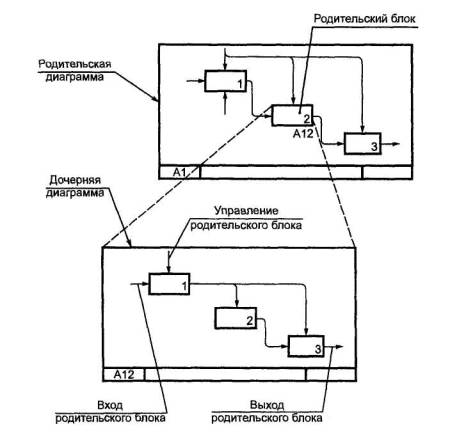 Родительский блок
Родительская
диаграмма
1
2
A12
3
A1
Дочерняя
диаграмма
Управление
родительского блока
1
2
3
A12
Вход
родительского блока
Выход
родительского блока